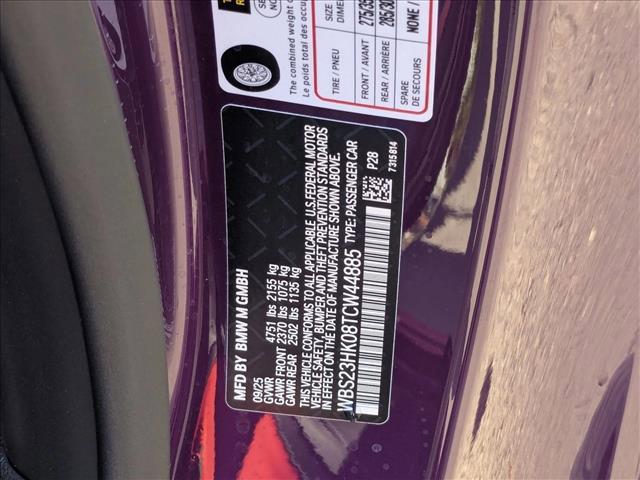 The combined weight of
Le poids total des occu
TIRE / PNEU
SIZE
DIME
FRONT / AVANT
275/35
REAR / ARRIÈRE
285/30
SPARE
DE SECOURS
NONE /
MFD BY BMW M GMBH
09/25
GVWR 4751 lbs 2155 kg
GAWR FRONT 2370 lbs 1075 kg
GAWR REAR 2502 lbs 1135 kg
THIS VEHICLE CONFORMS TO ALL APPLICABLE U.S.FEDERAL MOTOR
VEHICLE SAFETY, BUMPER AND THEFT PREVENTION STANDARDS
IN EFFECT ON THE DATE OF MANUFACTURE SHOWN ABOVE.
WBS23HK08TCW44885 TYPE: PASSENGER CAR
P28
7315814